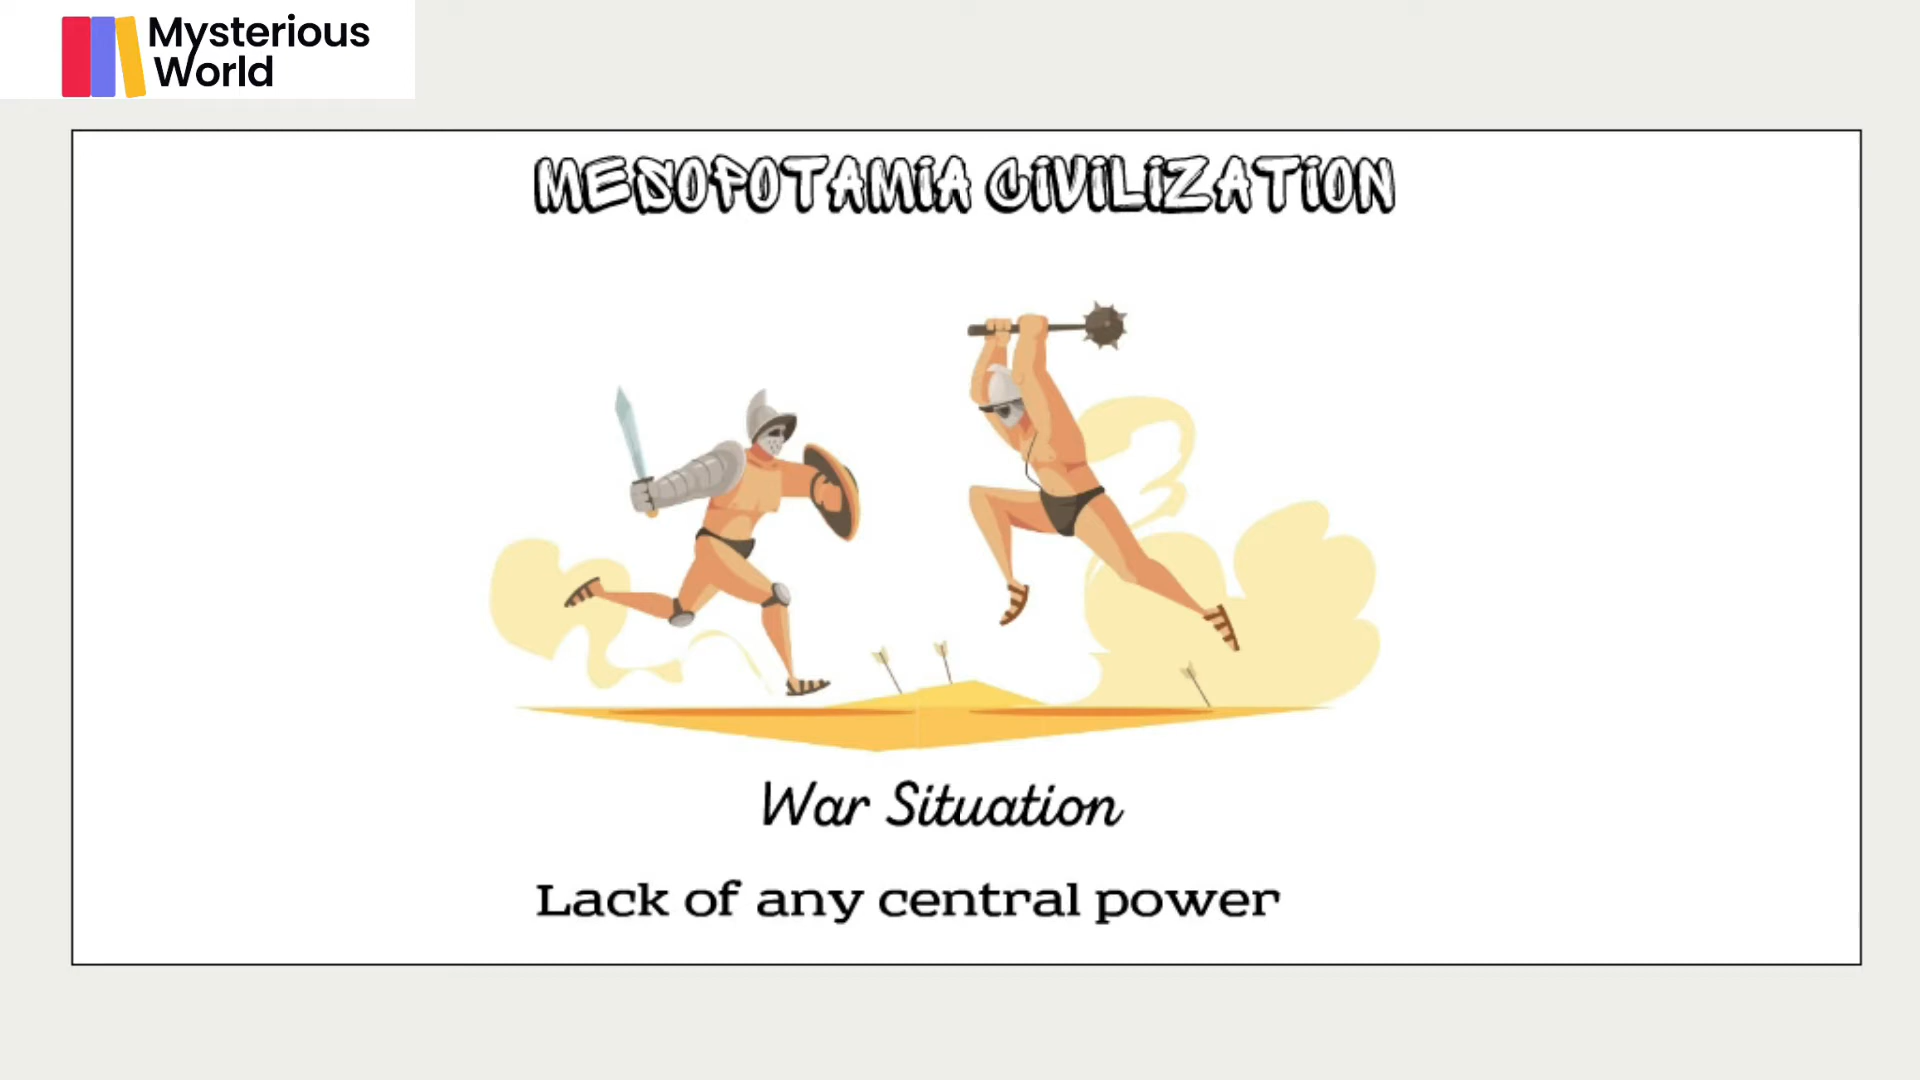 Mysterious
World
MESOPOTAMIA CIVILIZATION
War Situation
Lack of any central power